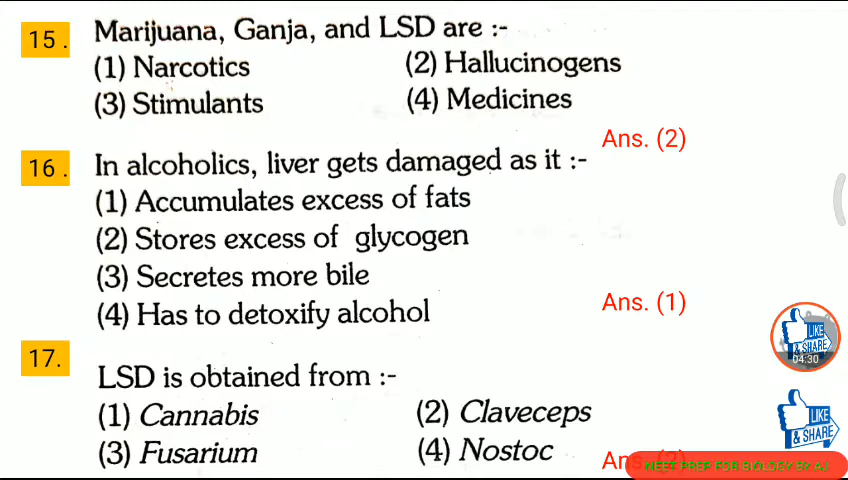 15 .
Marijuana, Ganja, and LSD are :-
(1) Narcotics (2) Hallucinogens
(3) Stimulants (4) Medicines
Ans. (2)
16 .
In alcoholics, liver gets damaged as it :-
(1) Accumulates excess of fats
(2) Stores excess of glycogen
(3) Secretes more bile
(4) Has to detoxify alcohol
Ans. (1)
LIKE
& SHARE
04:30
17.
LSD is obtained from :-
(1) Cannabis (2) Claveceps
(3) Fusarium (4) Nostoc
LIKE
& SHARE
Ans. (2)
NEET PREP FOR BIOLOGY BY AJ